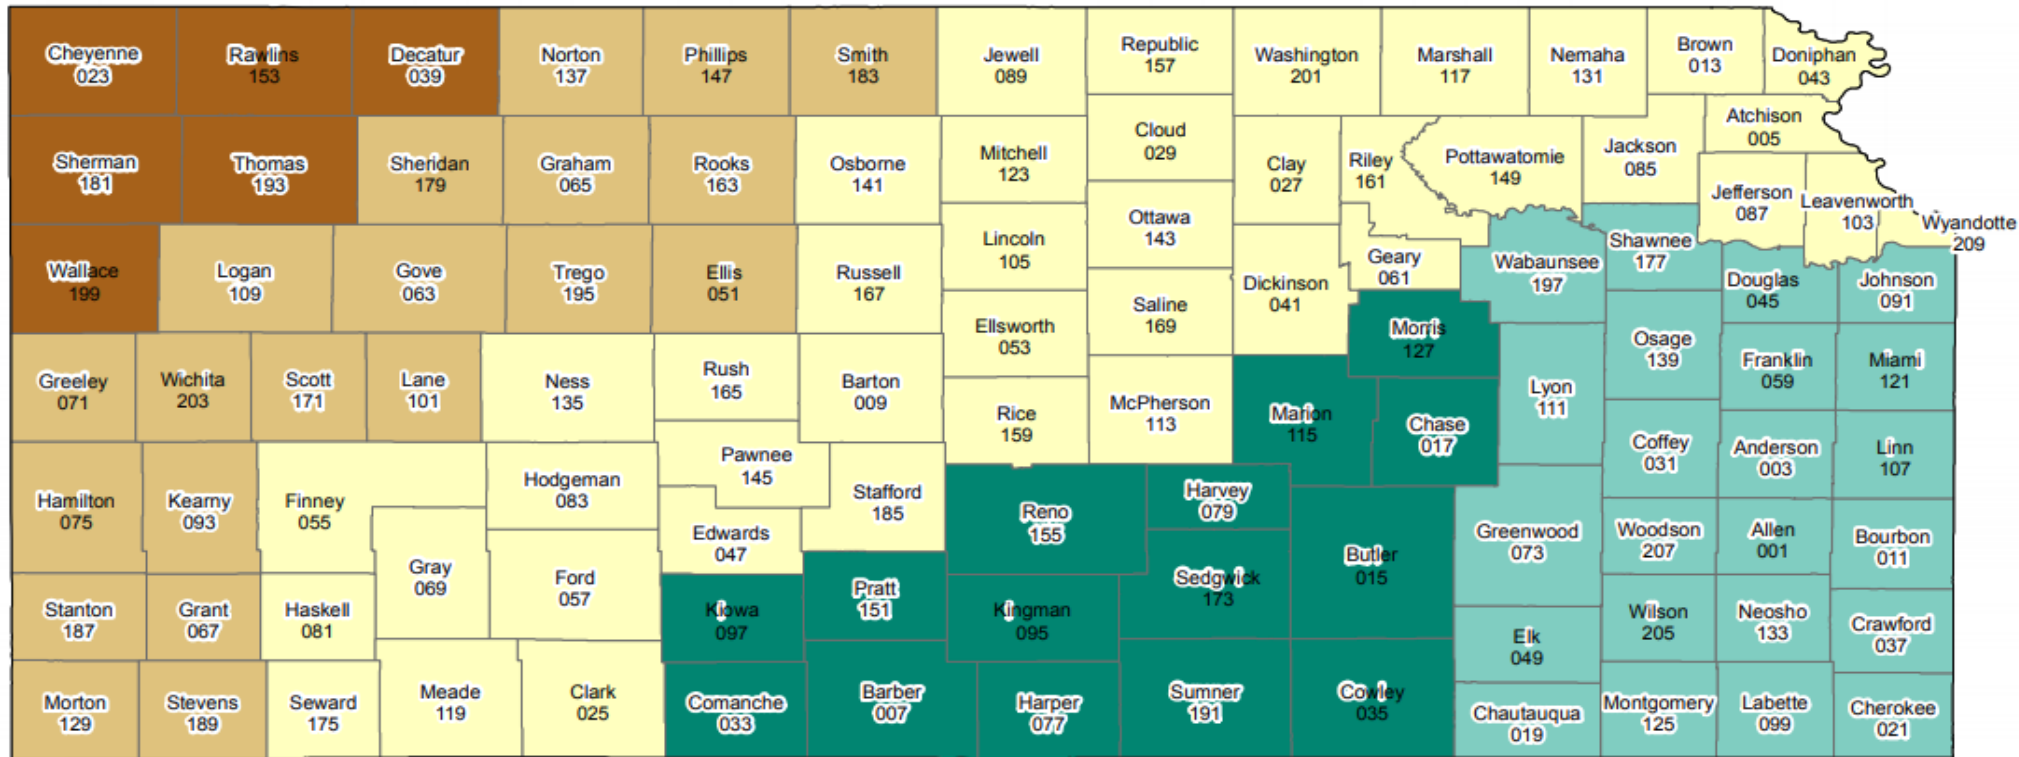 Cheyenne
023
Rawlins
153
Decatur
039
Norton
137
Phillips
147
Smith
183
Jewell
089
Republic
157
Washington
201
Marshall
117
Nemaha
131
Brown
013
Doniphan
043
Sherman
181
Thomas
193
Sheridan
179
Graham
065
Rooks
163
Osborne
141
Mitchell
123
Cloud
029
Clay
027
Riley
161
Pottawatomie
149
Jackson
085
Atchison
005
Jefferson
087
Leavenworth
103
Wyandotte
209
Wallace
199
Logan
109
Gove
063
Trego
195
Ellis
051
Russell
167
Lincoln
105
Ottawa
143
Dickinson
041
Geary
061
Wabaunsee
197
Shawnee
177
Douglas
045
Johnson
091
Ellsworth
053
Saline
169
Morris
127
Greeley
071
Wichita
203
Scott
171
Lane
101
Ness
135
Rush
165
Barton
009
Rice
159
McPherson
113
Marion
115
Chase
017
Lyon
111
Osage
139
Franklin
059
Miami
121
Hamilton
075
Kearny
093
Finney
055
Hodgeman
083
Pawnee
145
Stafford
185
Coffey
031
Anderson
003
Linn
107
Gray
069
Ford
057
Edwards
047
Reno
155
Harvey
079
Sedgwick
173
Butler
015
Greenwood
073
Woodson
207
Allen
001
Bourbon
011
Stanton
187
Grant
067
Haskell
081
Kiowa
097
Pratt
151
Kingman
095
Elk
049
Wilson
205
Neosho
133
Crawford
037
Morton
129
Stevens
189
Seward
175
Meade
119
Clark
025
Comanche
033
Barber
007
Harper
077
Sumner
191
Cowley
035
Chautauqua
019
Montgomery
125
Labette
099
Cherokee
021